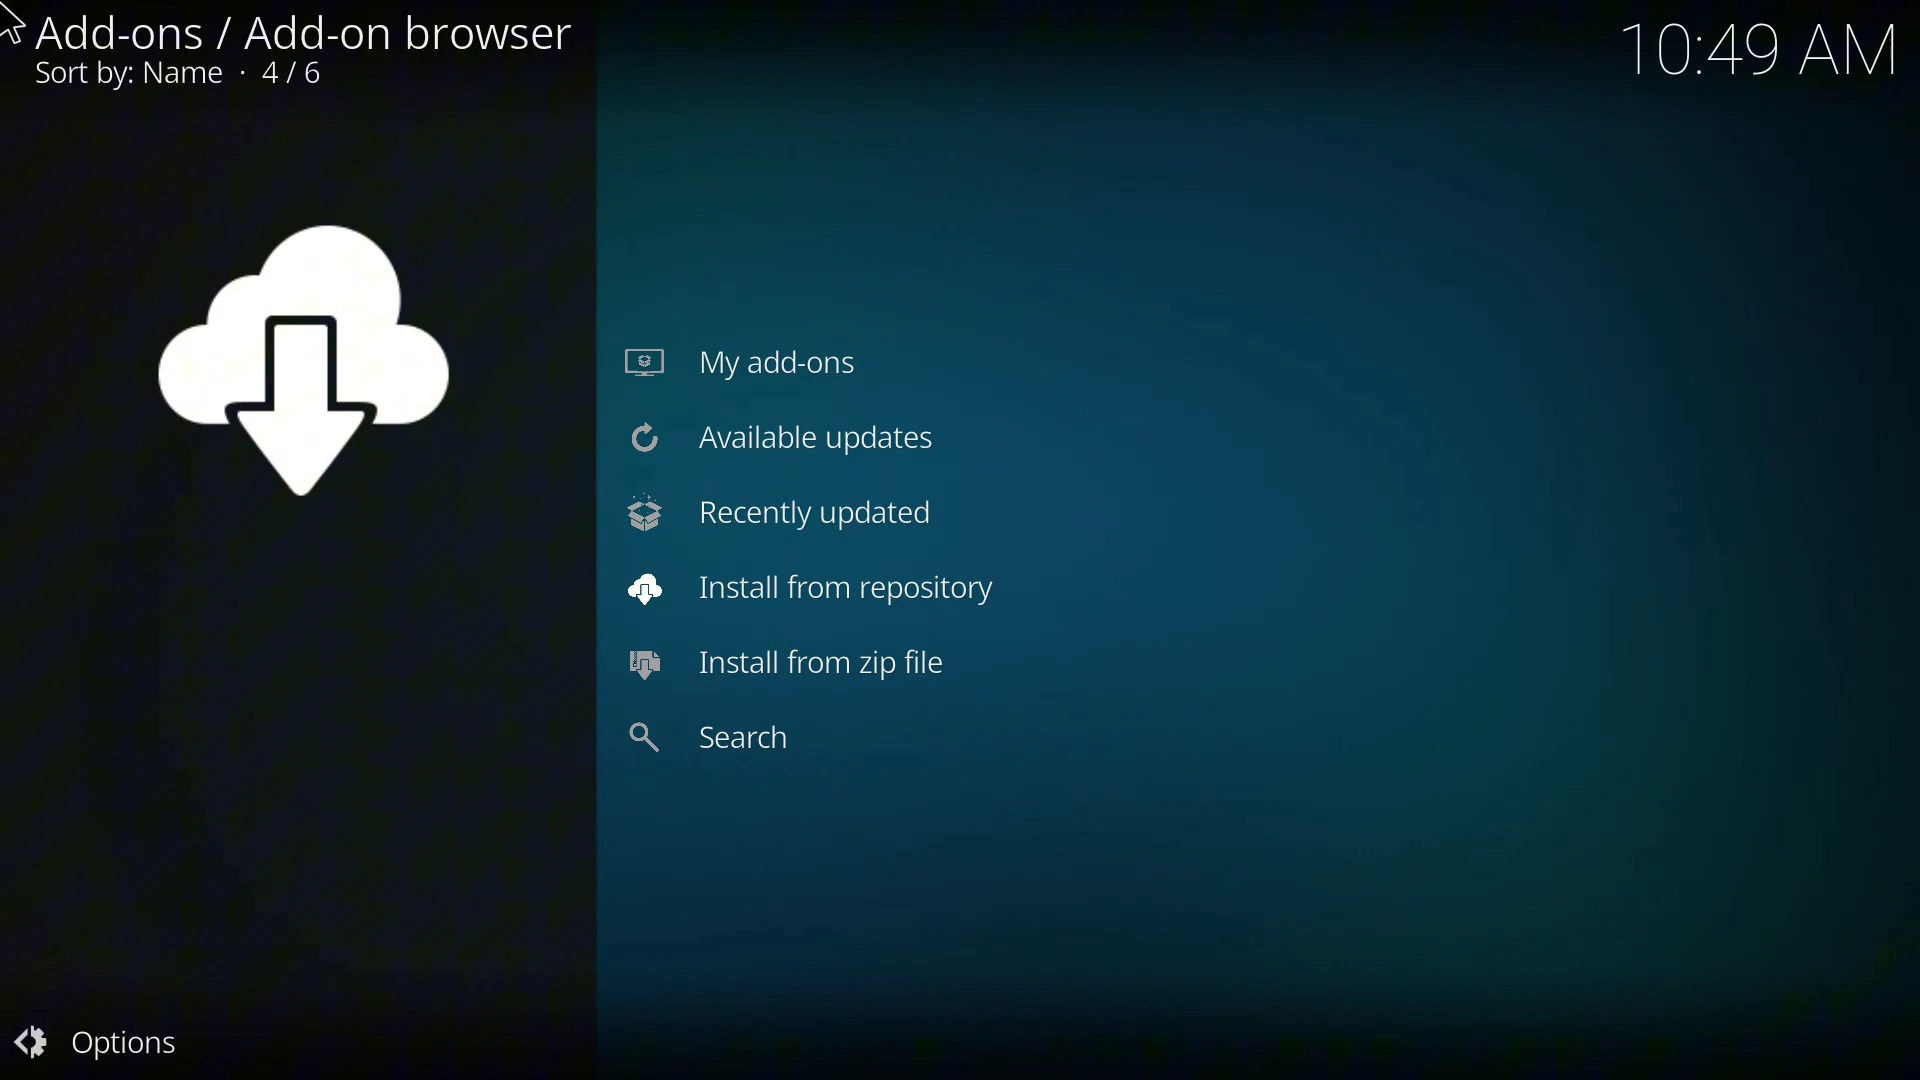 Add-ons / Add-on browser
Sort by: Name · 4 / 6
10:49 AM
My add-ons
Available updates
Recently updated
Install from repository
Install from zip file
Search
Options